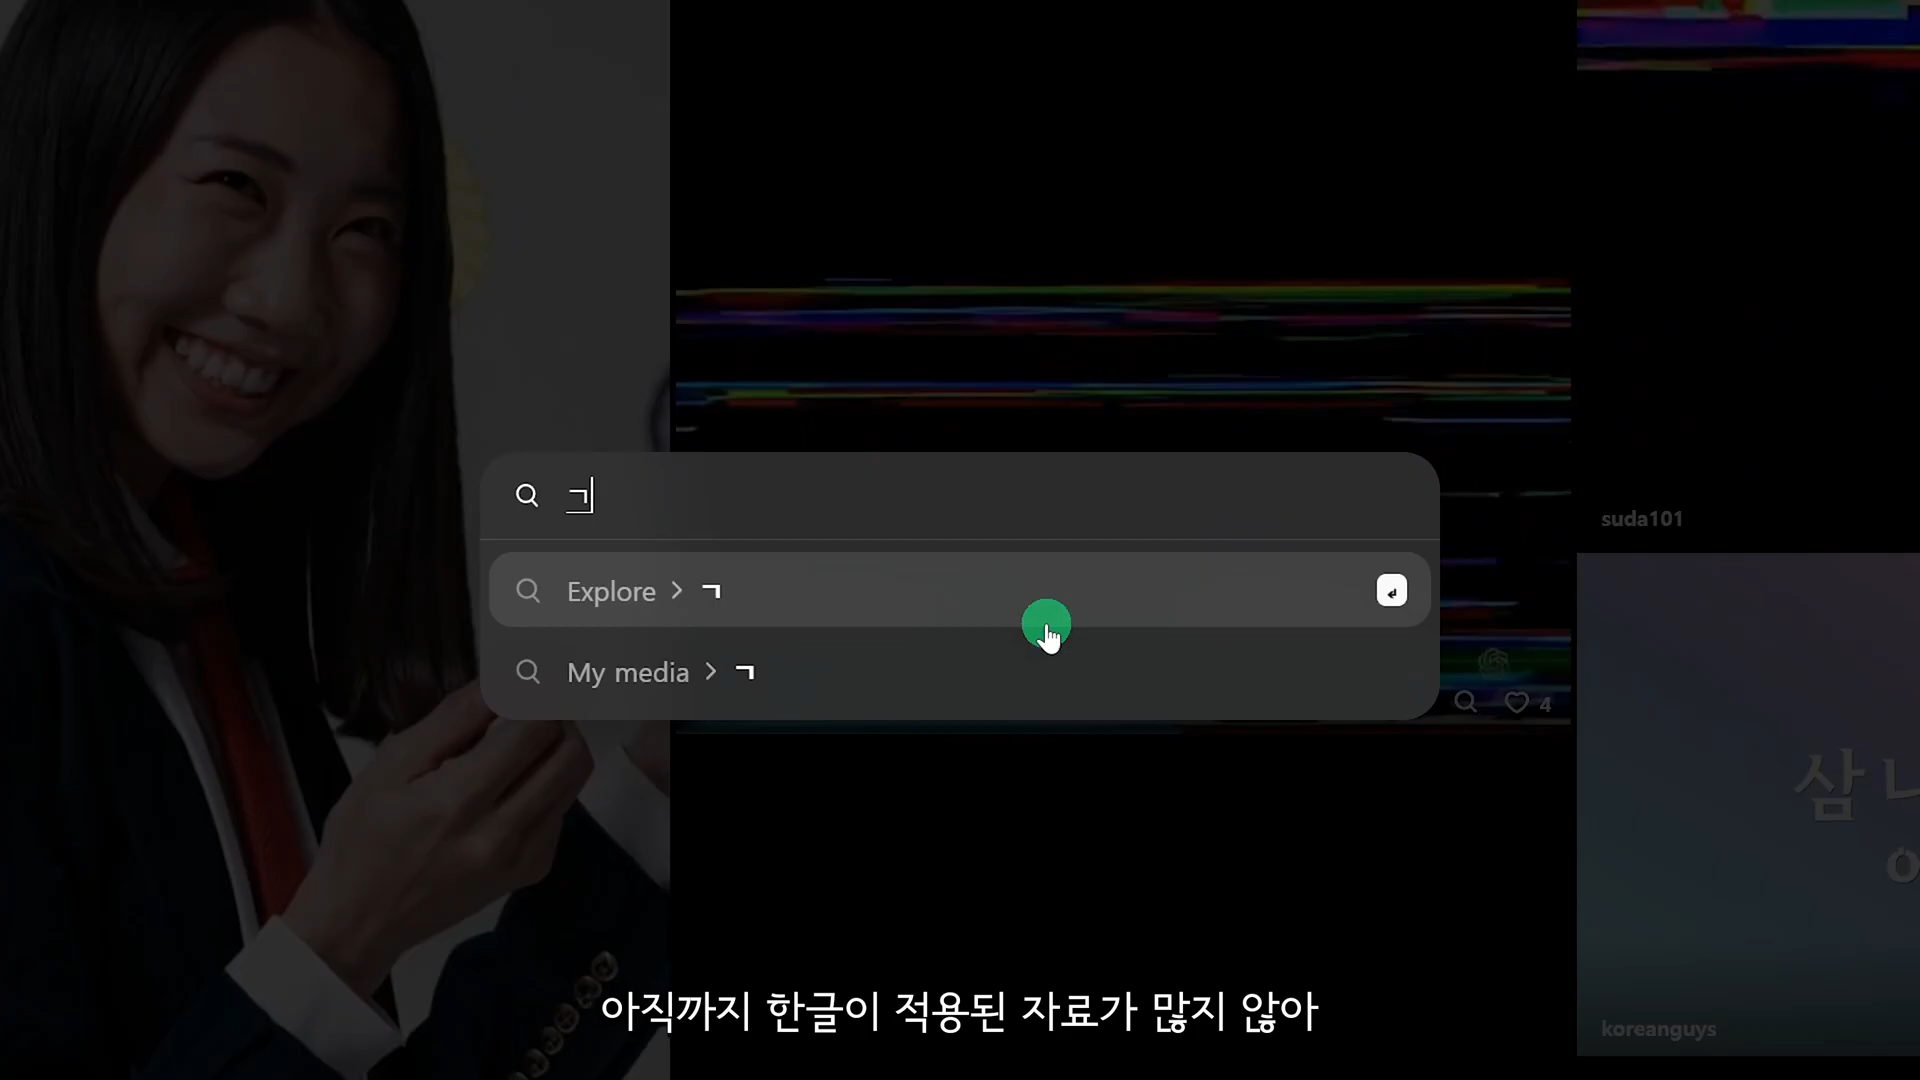 ㄱ
Explore > ㄱ
My media > ㄱ
suda101
4
삼
koreanguys
아직까지 한글이 적용된 자료가 많지 않아